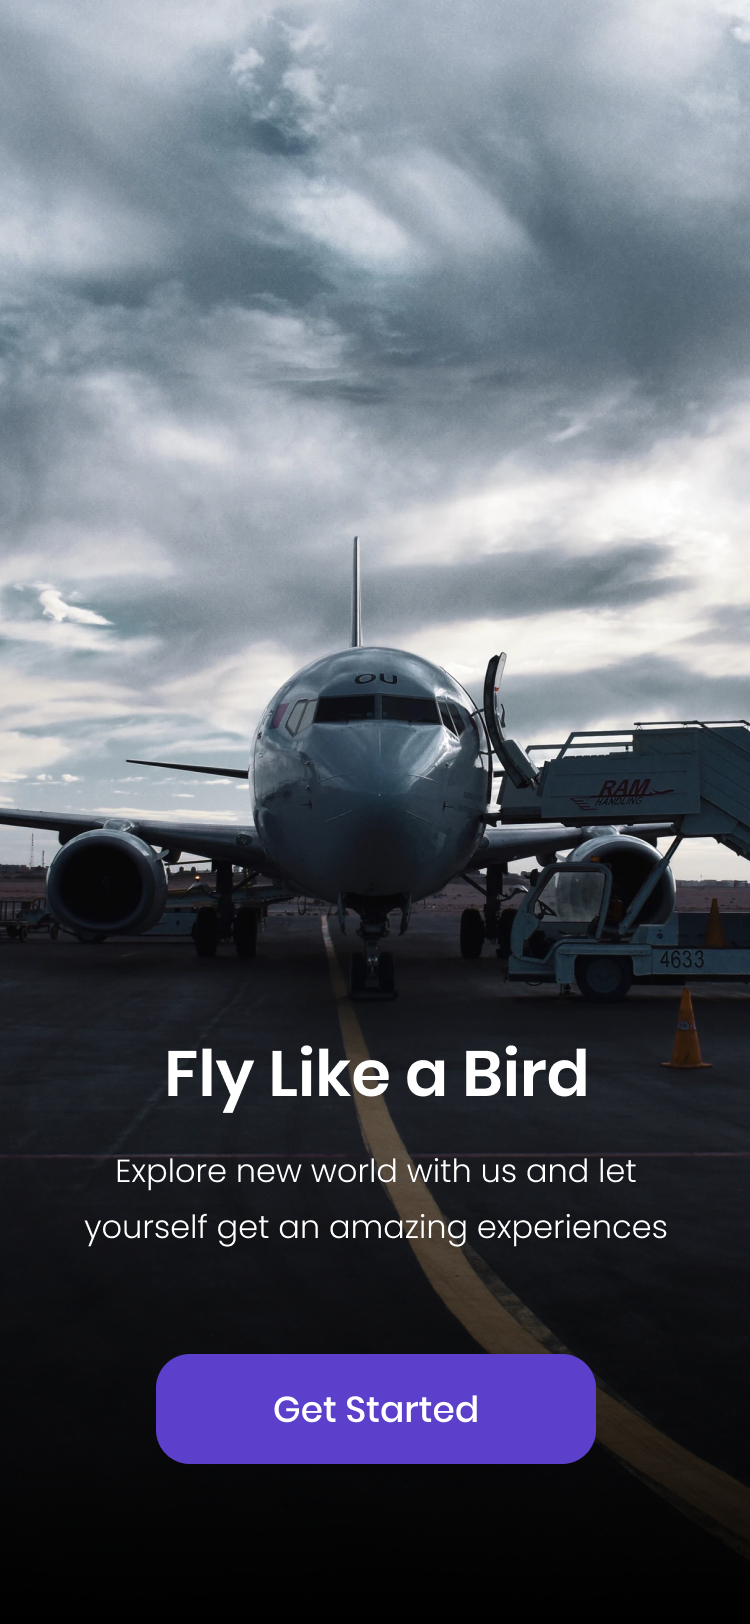 OU
RAM
HANDLING
4633
Fly Like a Bird
Explore new world with us and let
yourself get an amazing experiences
Get Started